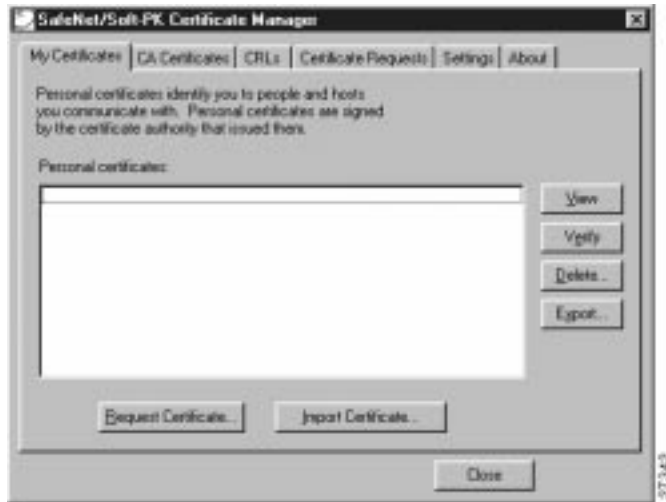 SafeNet/Soft-PK Certificate Manager
My Certificates CA Certificates CRLs Certificate Requests Settings About
Personal certificates identify you to people and hosts
you communicate with. Personal certificates are signed
by the certificate authority that issued them.
Personal certificates:
View
Verify
Delete...
Export...
Request Certificate... Import Certificate...
Close